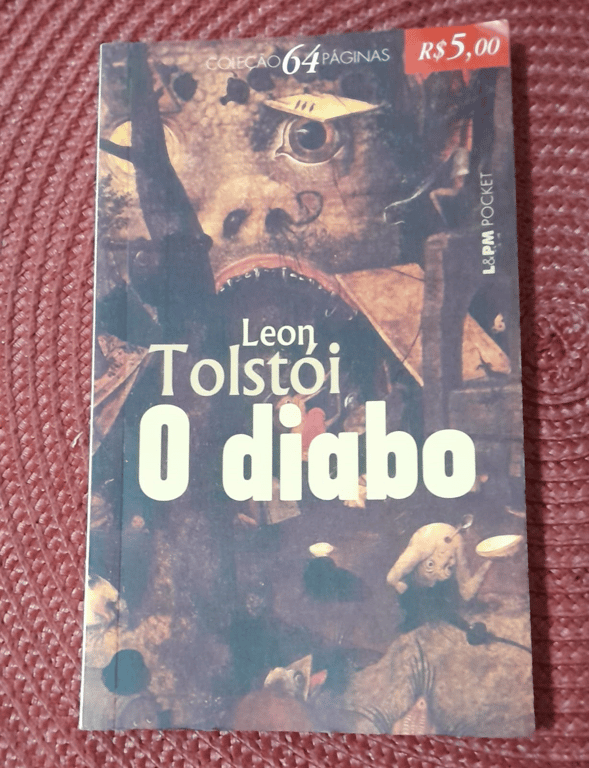 COLEÇÃO 64 PÁGINAS
R$5,00
L&PM POCKET
Leon
Tolstói
O diabo